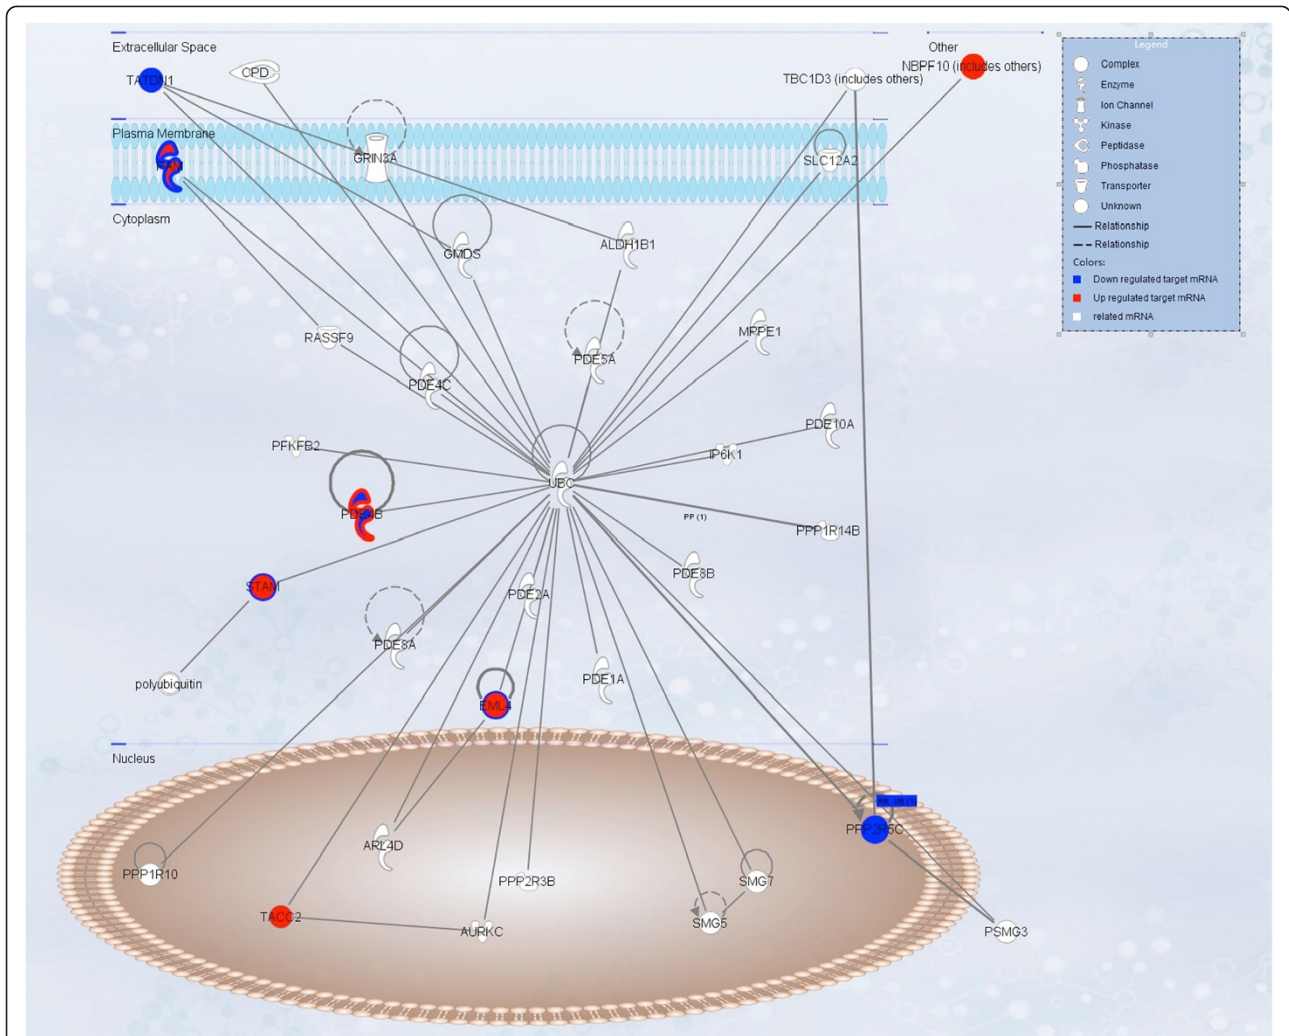 Extracellular Space
Other
Legend
TATDN1
CPD
TBC1D3 (includes others)
NBPF10 (includes others)
Complex
Enzyme
Ion Channel
Kinase
Peptidase
Phosphatase
Transporter
Unknown
Relationship
Relationship
Colors:
Down regulated target mRNA
Up regulated target mRNA
related mRNA
Plasma Membrane
GRIN3A
SLC12A2
Cytoplasm
GMDS
ALDH1B1
RASSF9
MPPE1
PDE5A
PDE4C
PDE10A
PFKFB2
IP6K1
UBC
PDE4B
PP (1)
PPP1R14B
PDE8B
STAM
PDE2A
PDE8A
polyubiquitin
PDE1A
EML4
Nucleus
PPP2R5C
ARL4D
PPP1R10
PPP2R3B
SMG7
TACC2
AURKC
SMG5
PSMG3